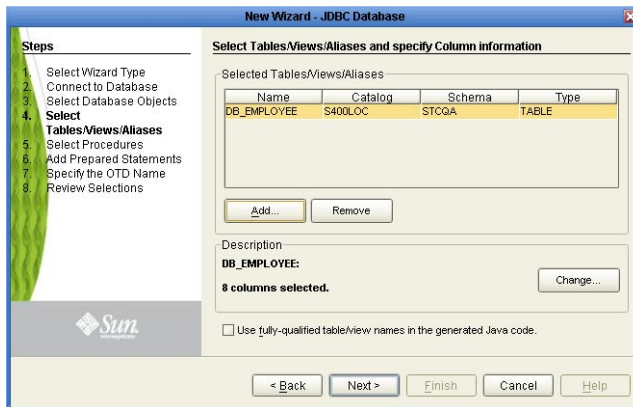 New Wizard - JDBC Database
Steps
1. Select Wizard Type
2. Connect to Database
3. Select Database Objects
4. Select
Tables/Views/Aliases
5. Select Procedures
6. Add Prepared Statements
7. Specify the OTD Name
8. Review Selections
Sun
microsystems
Select Tables/Views/Aliases and specify Column information
Selected Tables/Views/Aliases
Name Catalog Schema Type
DB_EMPLOYEE S400LOC STCQA TABLE
Add... Remove
Description
DB_EMPLOYEE:
8 columns selected.
Change...
Use fully-qualified table/view names in the generated Java code.
< Back Next > Finish Cancel Help